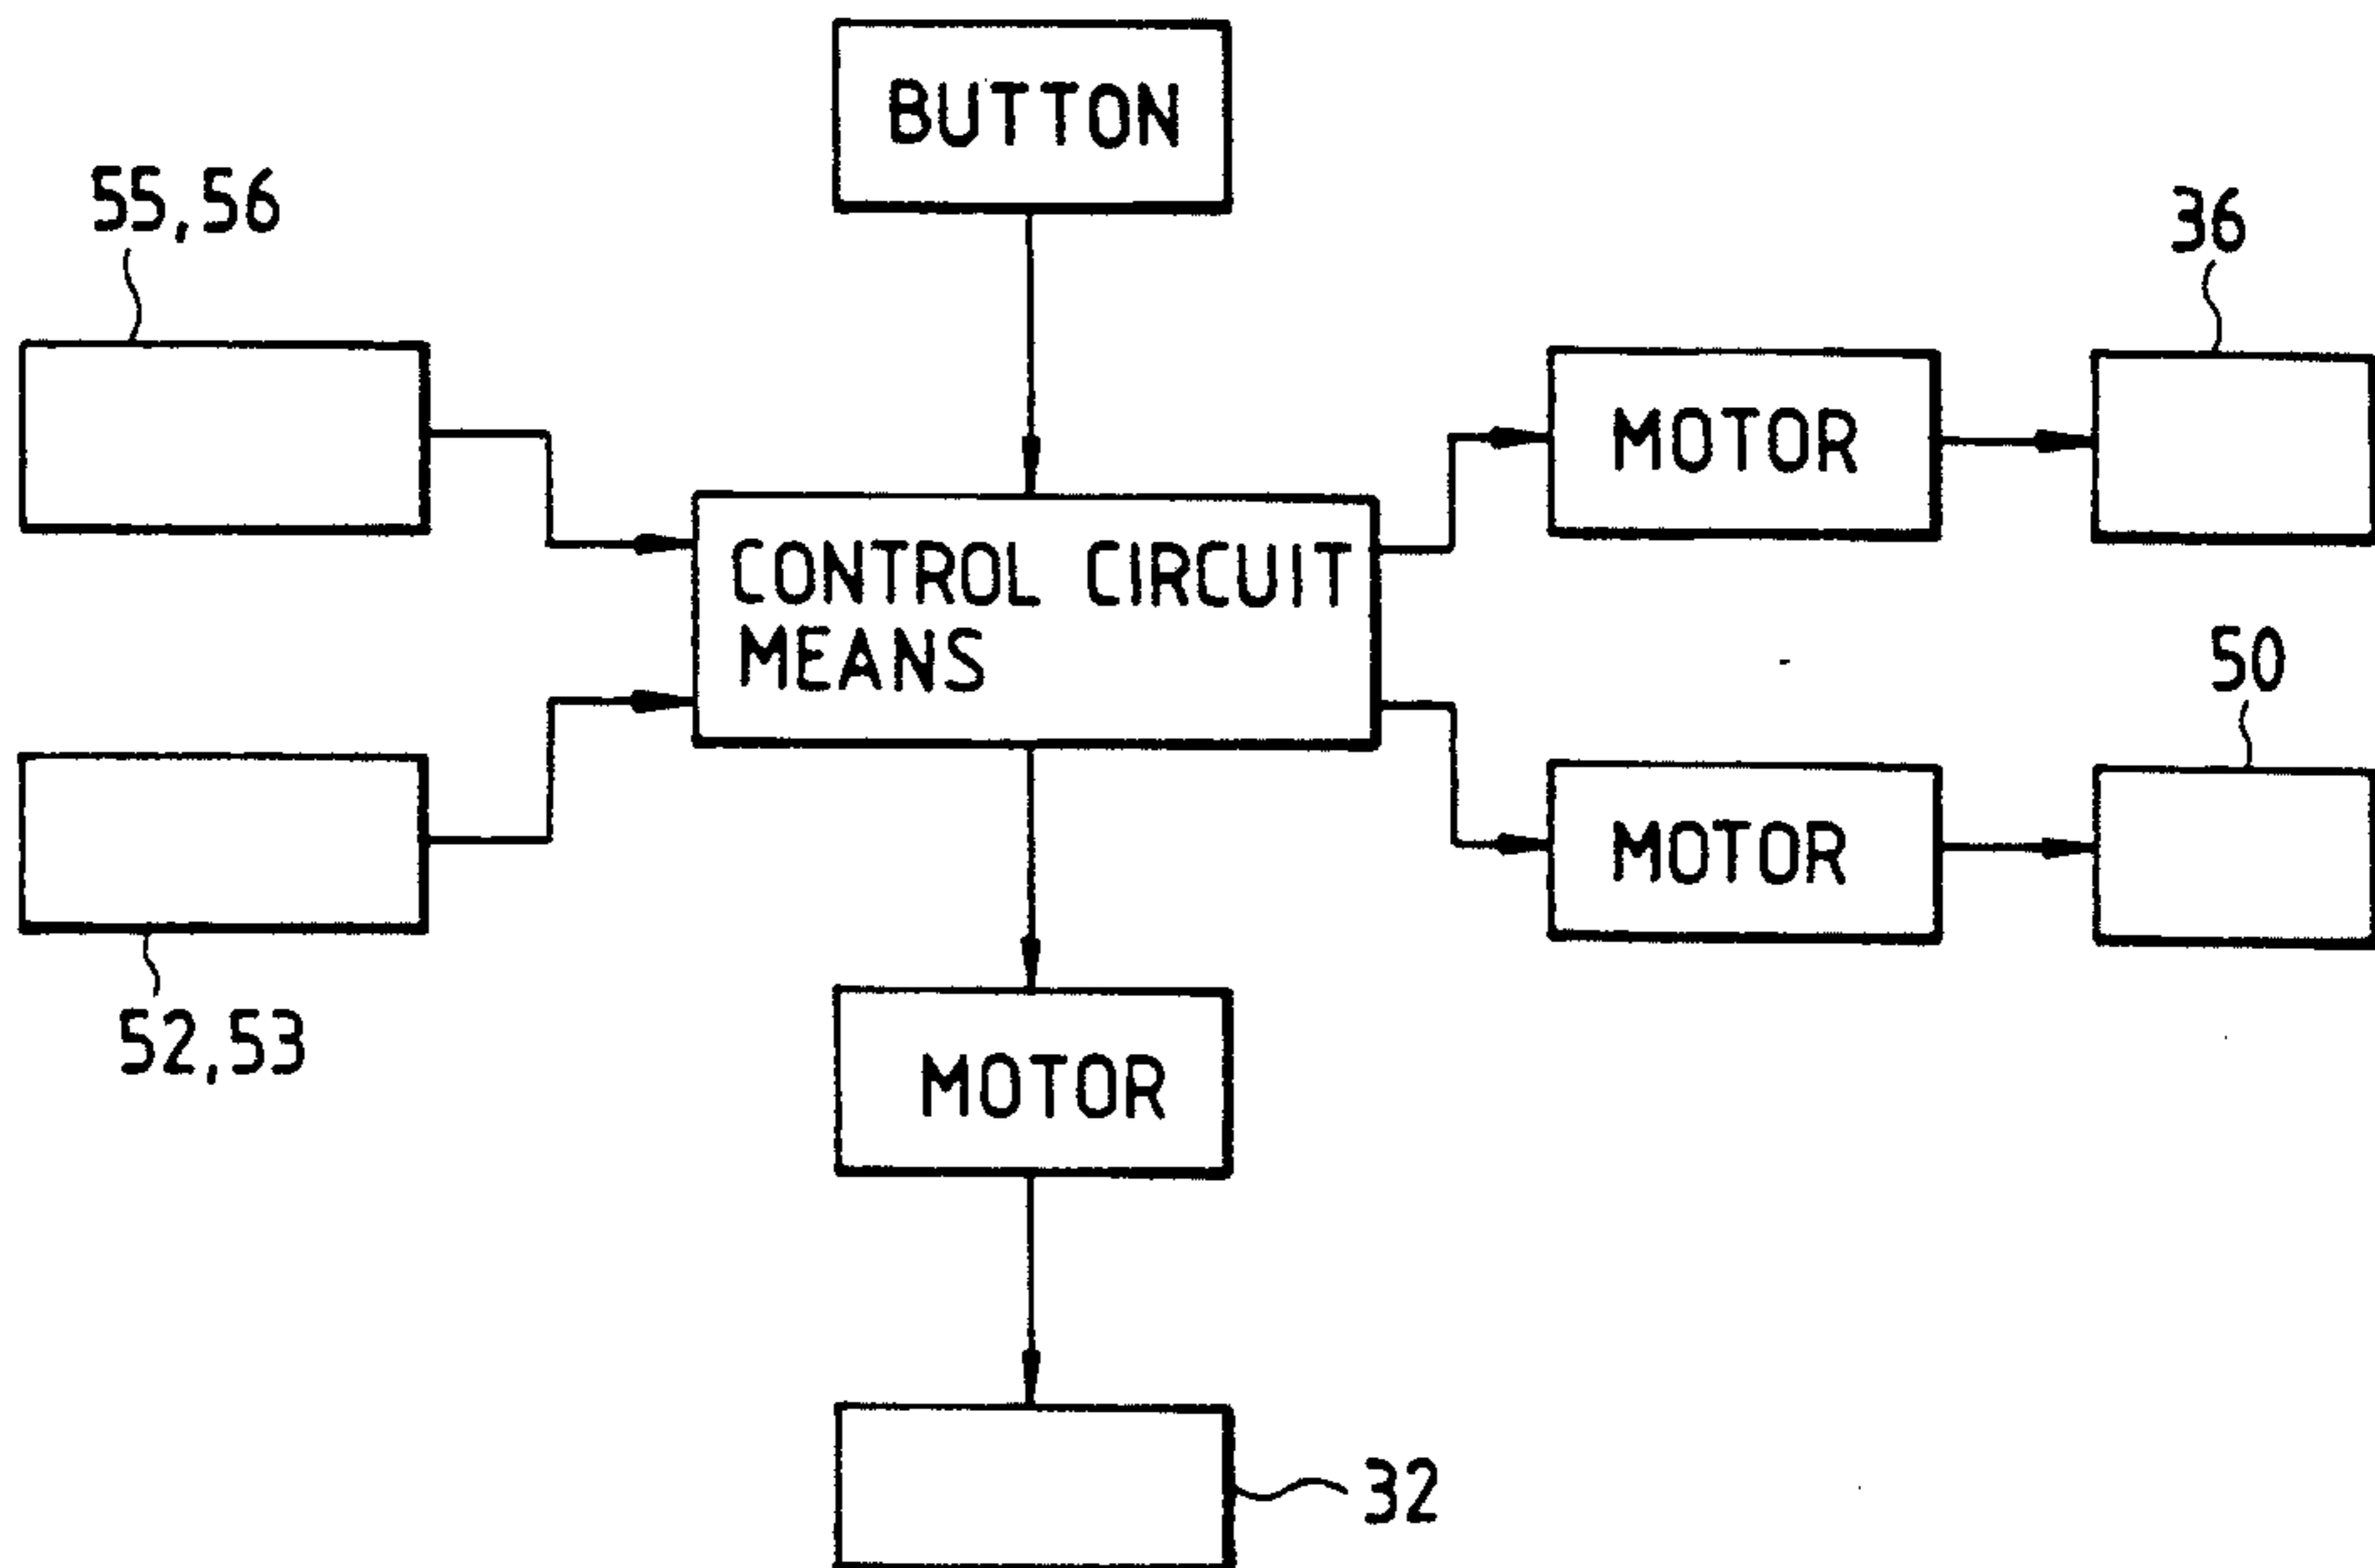 BUTTON
55,56
36
MOTOR
CONTROL CIRCUIT
MEANS
50
MOTOR
52,53
MOTOR
32